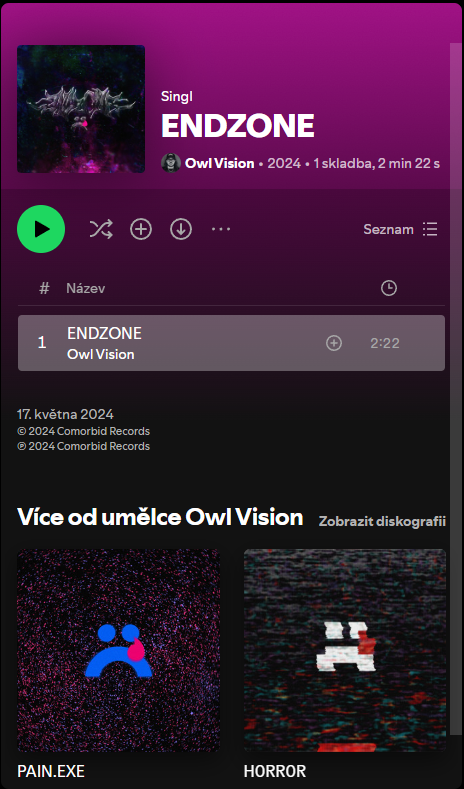 Singl
ENDZONE
Owl Vision • 2024 • 1 skladba, 2 min 22 s
Seznam
# Název
1 ENDZONE 2:22
Owl Vision
17. května 2024
© 2024 Comorbid Records
℗ 2024 Comorbid Records
Více od umělce Owl Vision Zobrazit diskografii
PAIN.EXE HORROR